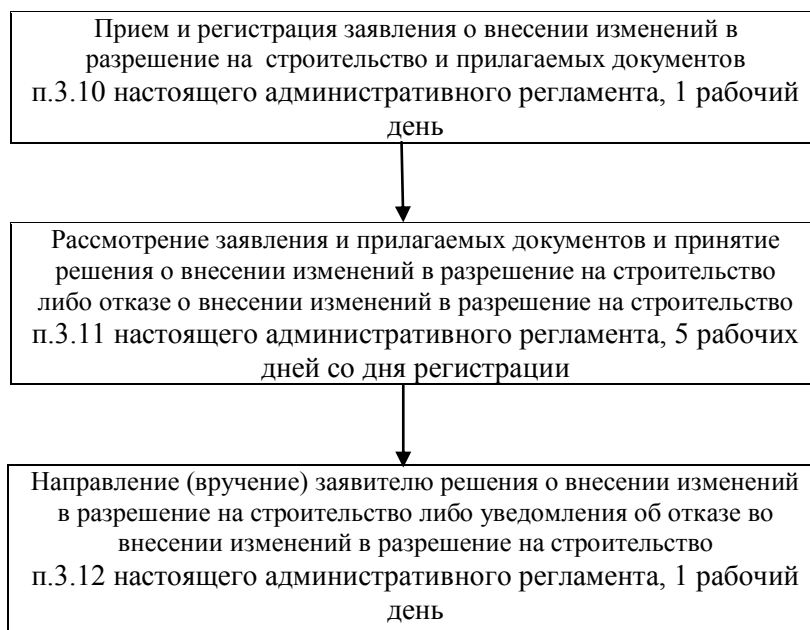 Прием и регистрация заявления о внесении изменений в
разрешение на строительство и прилагаемых документов
п.3.10 настоящего административного регламента, 1 рабочий
день
Рассмотрение заявления и прилагаемых документов и принятие
решения о внесении изменений в разрешение на строительство
либо отказе о внесении изменений в разрешение на строительство
п.3.11 настоящего административного регламента, 5 рабочих
дней со дня регистрации
Направление (вручение) заявителю решения о внесении изменений
в разрешение на строительство либо уведомления об отказе во
внесении изменений в разрешение на строительство
п.3.12 настоящего административного регламента, 1 рабочий
день